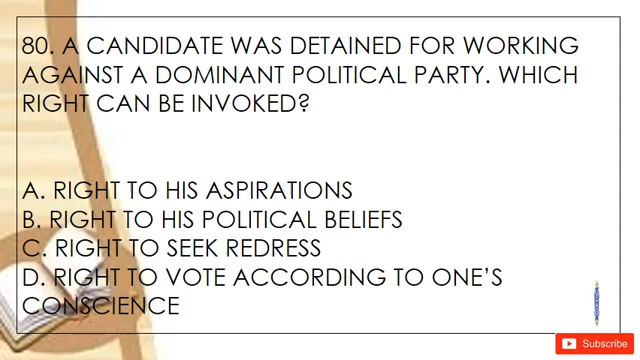 80. A CANDIDATE WAS DETAINED FOR WORKING
AGAINST A DOMINANT POLITICAL PARTY. WHICH
RIGHT CAN BE INVOKED?
A. RIGHT TO HIS ASPIRATIONS
B. RIGHT TO HIS POLITICAL BELIEFS
C. RIGHT TO SEEK REDRESS
D. RIGHT TO VOTE ACCORDING TO ONE'S
CONSCIENCE
Subscribe